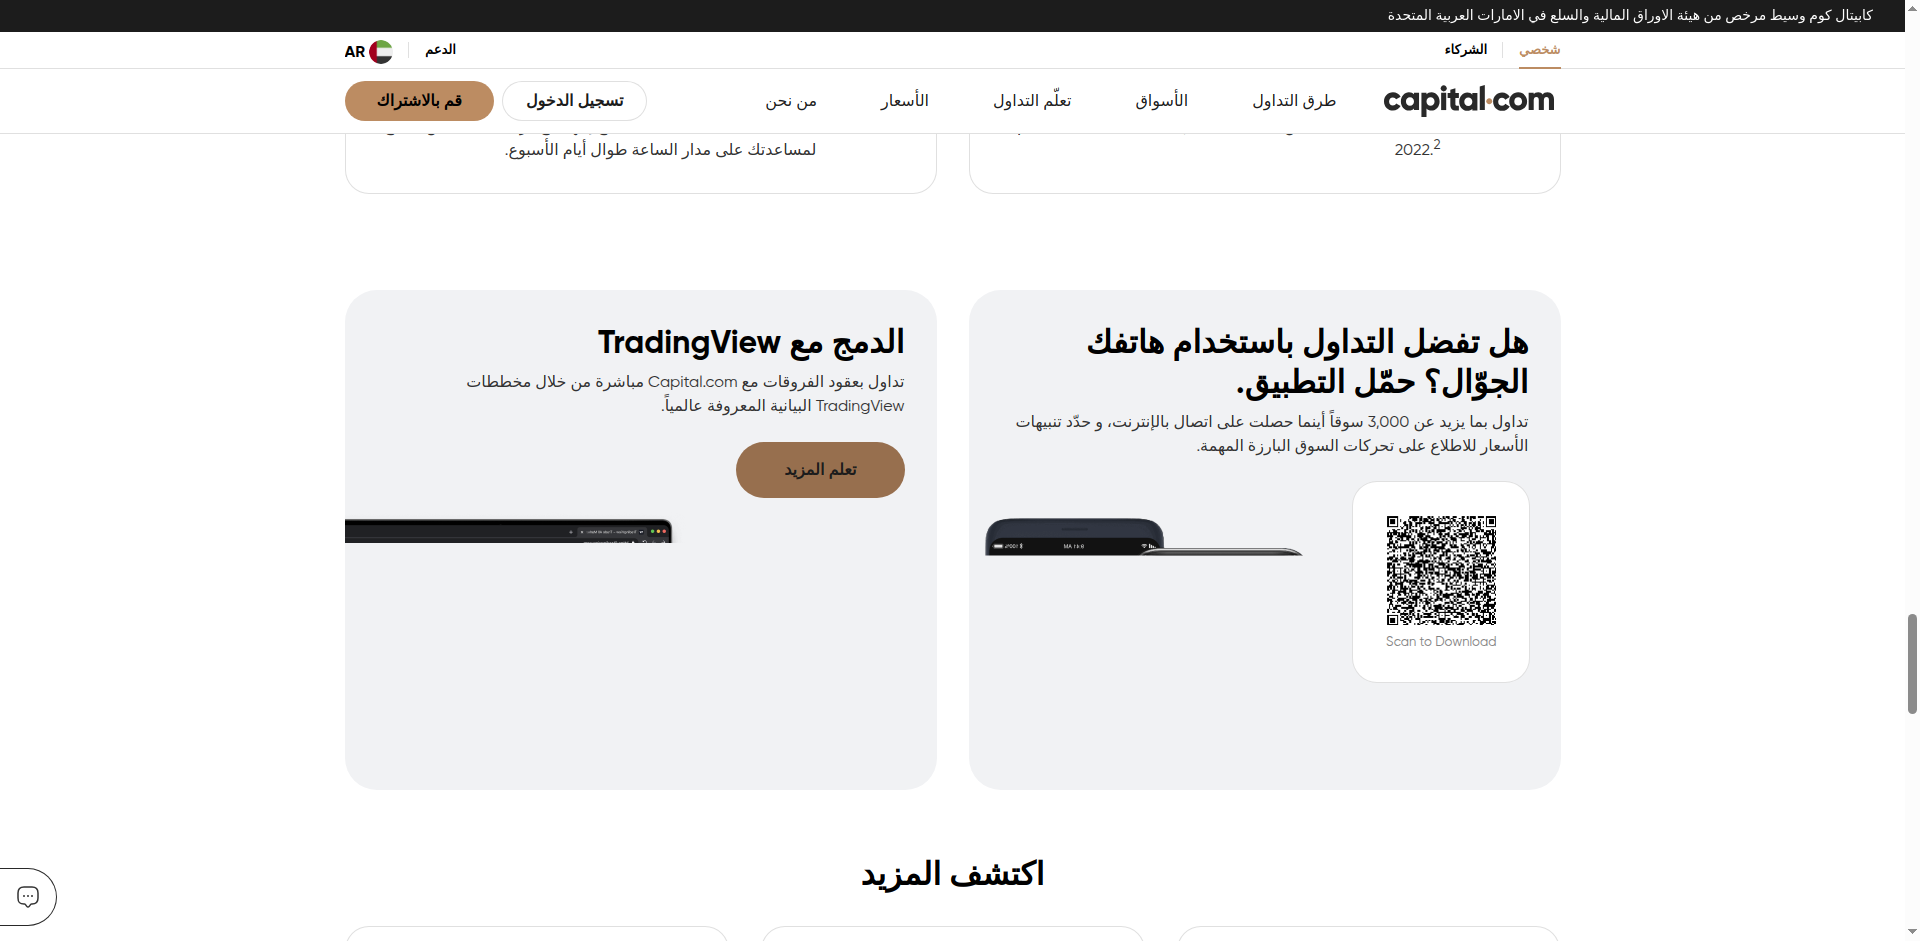 كابيتال كوم وسيط مرخص من هيئة الاوراق المالية والسلع في الامارات العربية المتحدة
شخصي
الشركاء
الدعم
AR
capital.com
طرق التداول
الأسواق
تعلّم التداول
الأسعار
من نحن
تسجيل الدخول
قم بالاشتراك
2022.2
لمساعدتك على مدار الساعة طوال أيام الأسبوع.
هل تفضل التداول باستخدام هاتفك
الجوّال؟ حمّل التطبيق.
تداول بما يزيد عن 3,000 سوقاً أينما حصلت على اتصال بالإنترنت، و حدّد تنبيهات
الأسعار للاطلاع على تحركات السوق البارزة المهمة.
Scan to Download
الدمج مع TradingView
تداول بعقود الفروقات مع Capital.com مباشرة من خلال مخططات
TradingView البيانية المعروفة عالمياً.
تعلم المزيد
اكتشف المزيد